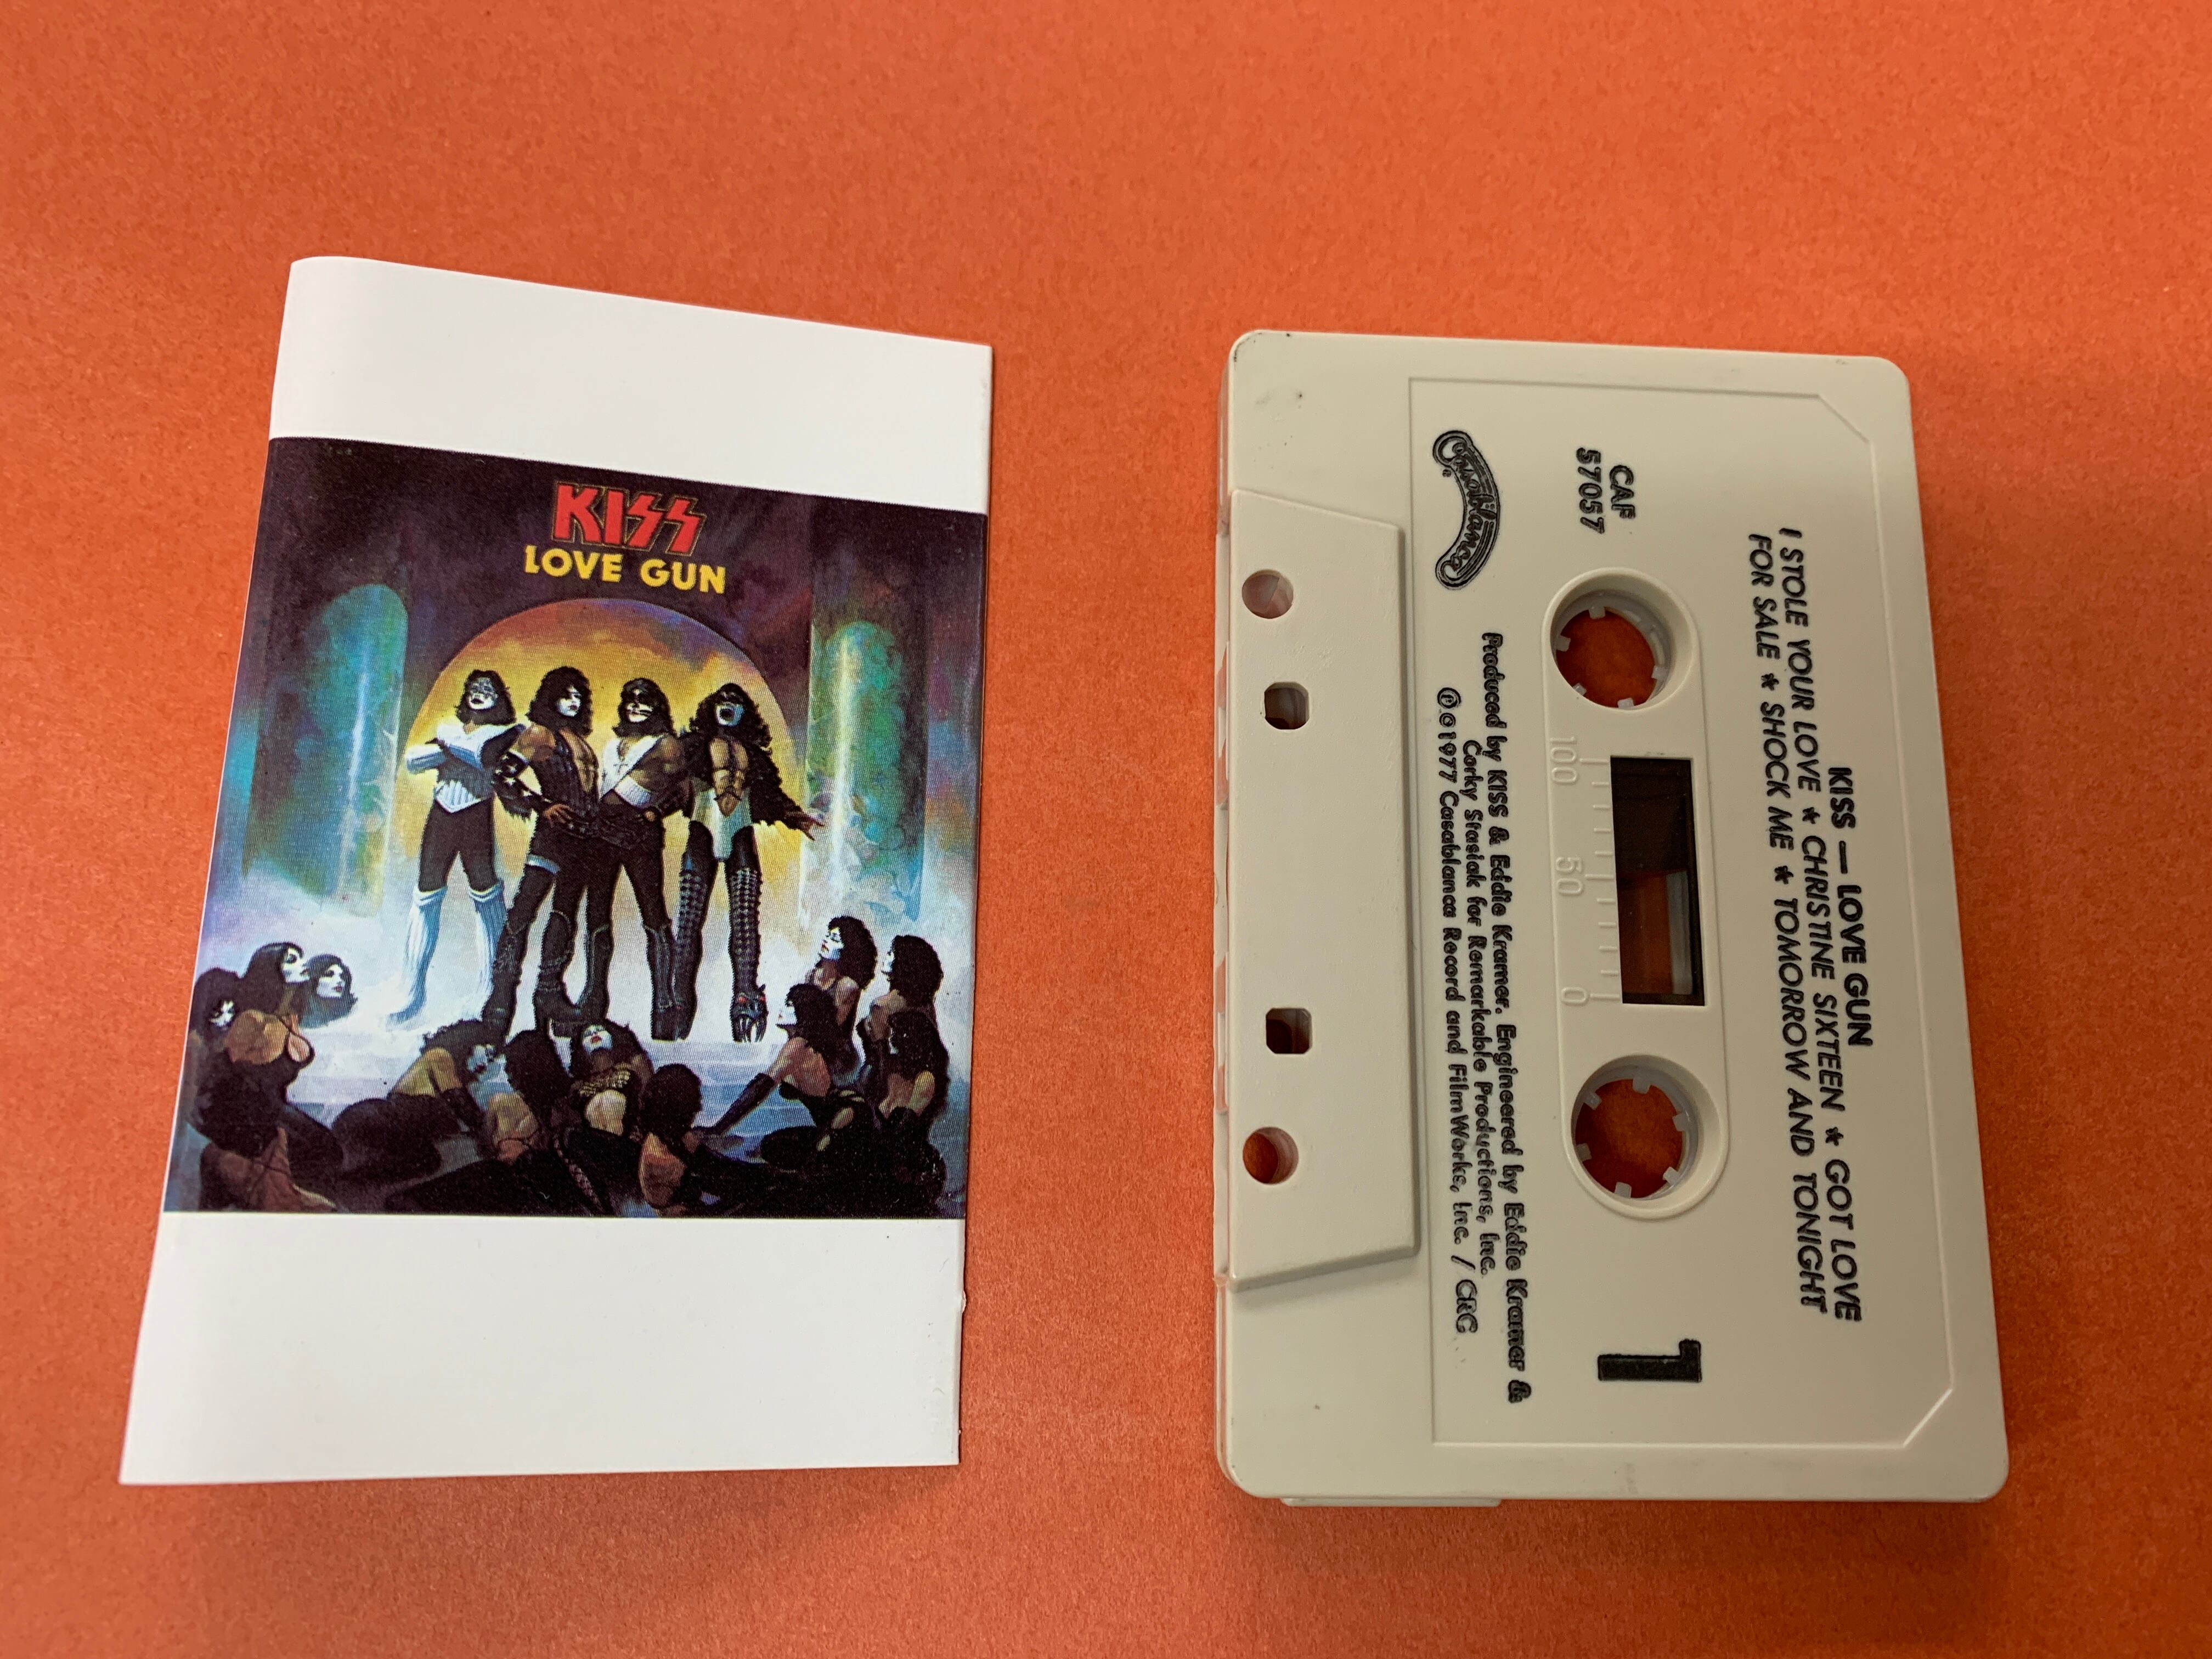 KISS
LOVE GUN
KISS — LOVE GUN
I STOLE YOUR LOVE * CHRISTINE SIXTEEN * GOT LOVE
FOR SALE * SHOCK ME * TOMORROW AND TONIGHT
CAF
57057
1
100 50 0
Casablanca
Produced by KISS & Eddie Kramer. Engineered by Eddie Kramer &
Corky Stasiak for Remarkable Productions, Inc.
℗©1977 Casablanca Record and FilmWorks, Inc. / CRG